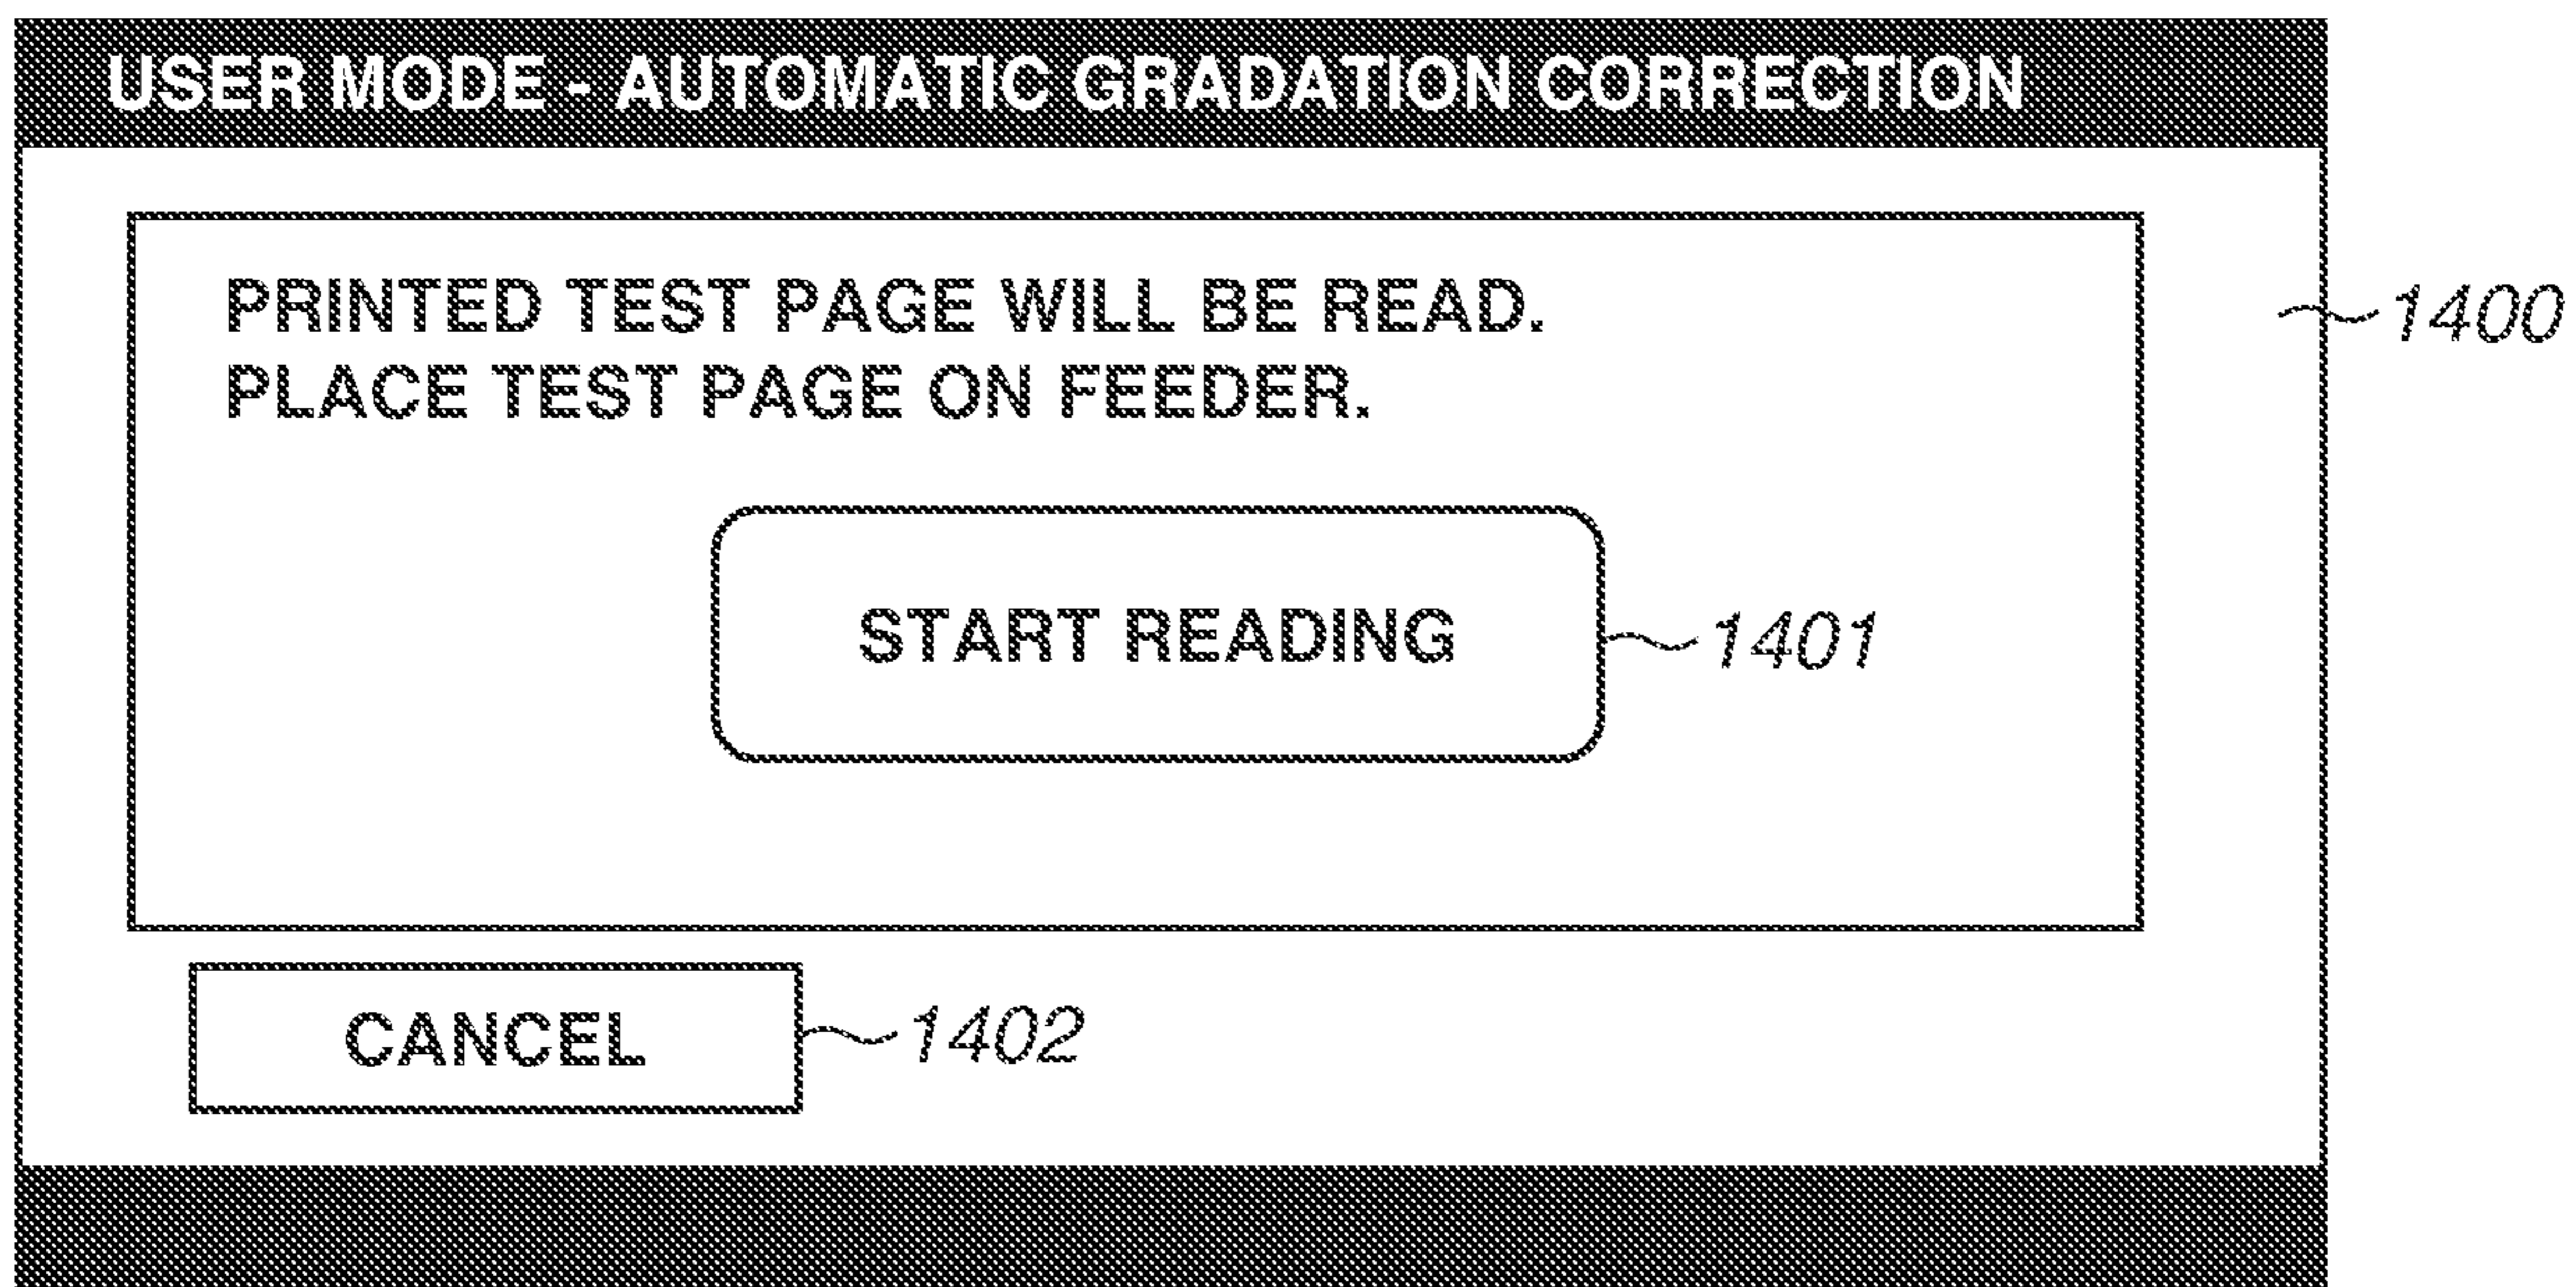 USER MODE - AUTOMATIC GRADATION CORRECTION
PRINTED TEST PAGE WILL BE READ.
PLACE TEST PAGE ON FEEDER.
1400
START READING
1401
CANCEL
1402